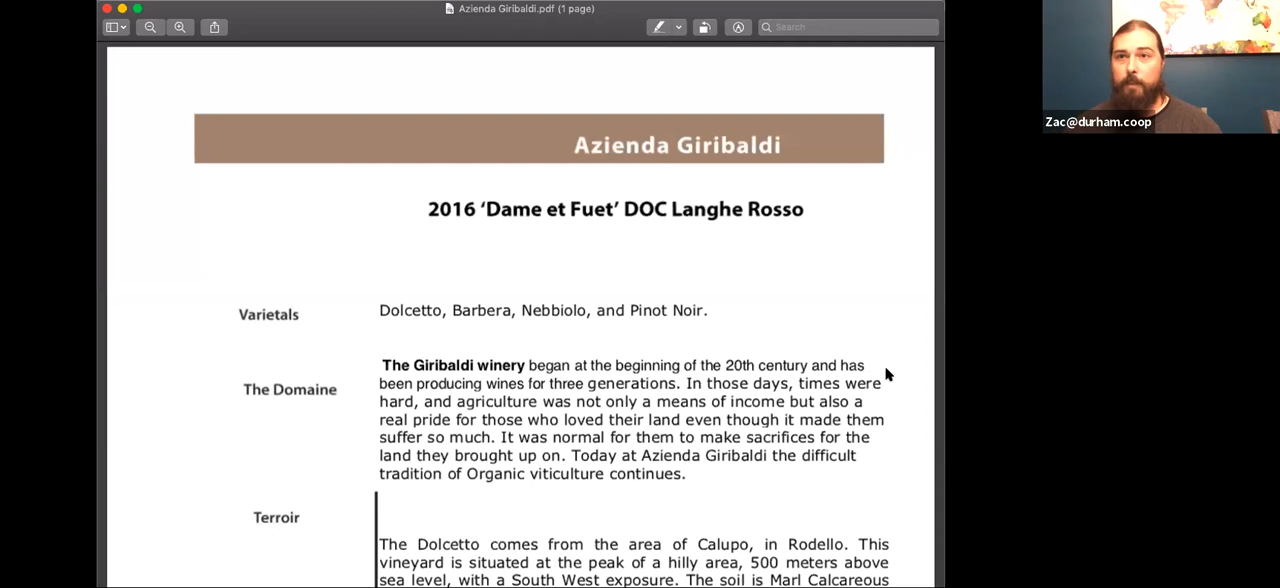 Azienda Giribaldi.pdf (1 page)
Search
Zac@durham.coop
Azienda Giribaldi
2016 ‘Dame et Fuet’ DOC Langhe Rosso
Varietals
Dolcetto, Barbera, Nebbiolo, and Pinot Noir.
The Domaine
The Giribaldi winery began at the beginning of the 20th century and has
been producing wines for three generations. In those days, times were
hard, and agriculture was not only a means of income but also a
real pride for those who loved their land even though it made them
suffer so much. It was normal for them to make sacrifices for the
land they brought up on. Today at Azienda Giribaldi the difficult
tradition of Organic viticulture continues.
Terroir
The Dolcetto comes from the area of Calupo, in Rodello. This
vineyard is situated at the peak of a hilly area, 500 meters above
sea level, with a South West exposure. The soil is Marl Calcareous